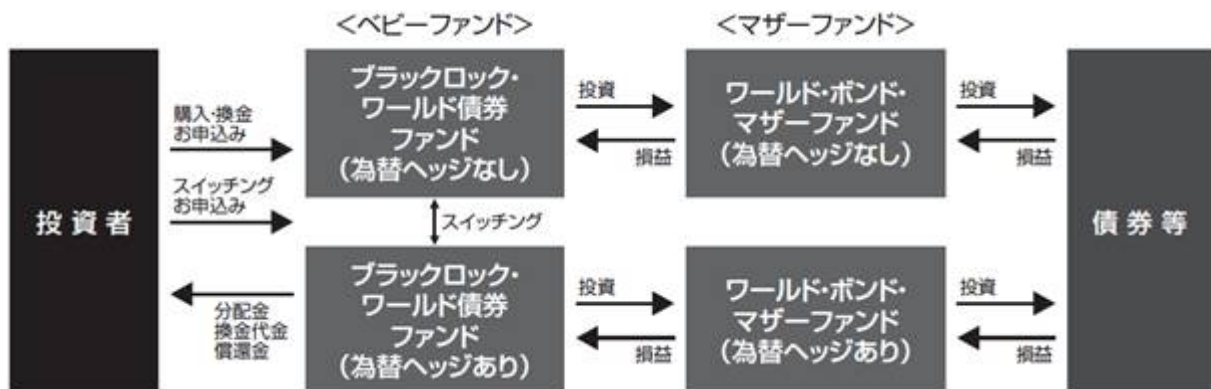 <ベビーファンド>
<マザーファンド>
投資者
購入・換金
お申込み
スイッチング
お申込み
分配金
換金代金
償還金
ブラックロック・
ワールド債券
ファンド
(為替ヘッジなし)
スイッチング
ブラックロック・
ワールド債券
ファンド
(為替ヘッジあり)
投資
損益
投資
損益
ワールド・ボンド・
マザーファンド
(為替ヘッジなし)
ワールド・ボンド・
マザーファンド
(為替ヘッジあり)
投資
損益
投資
損益
債券等